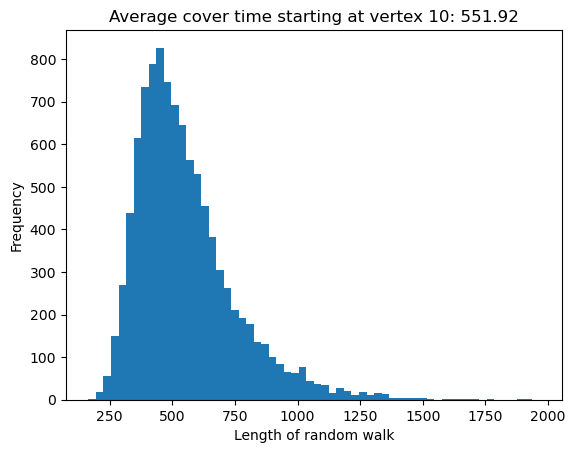 Average cover time starting at vertex 10: 551.92
800
700
600
500
400
300
200
100
0
Frequency
250 500 750 1000 1250 1500 1750 2000
Length of random walk